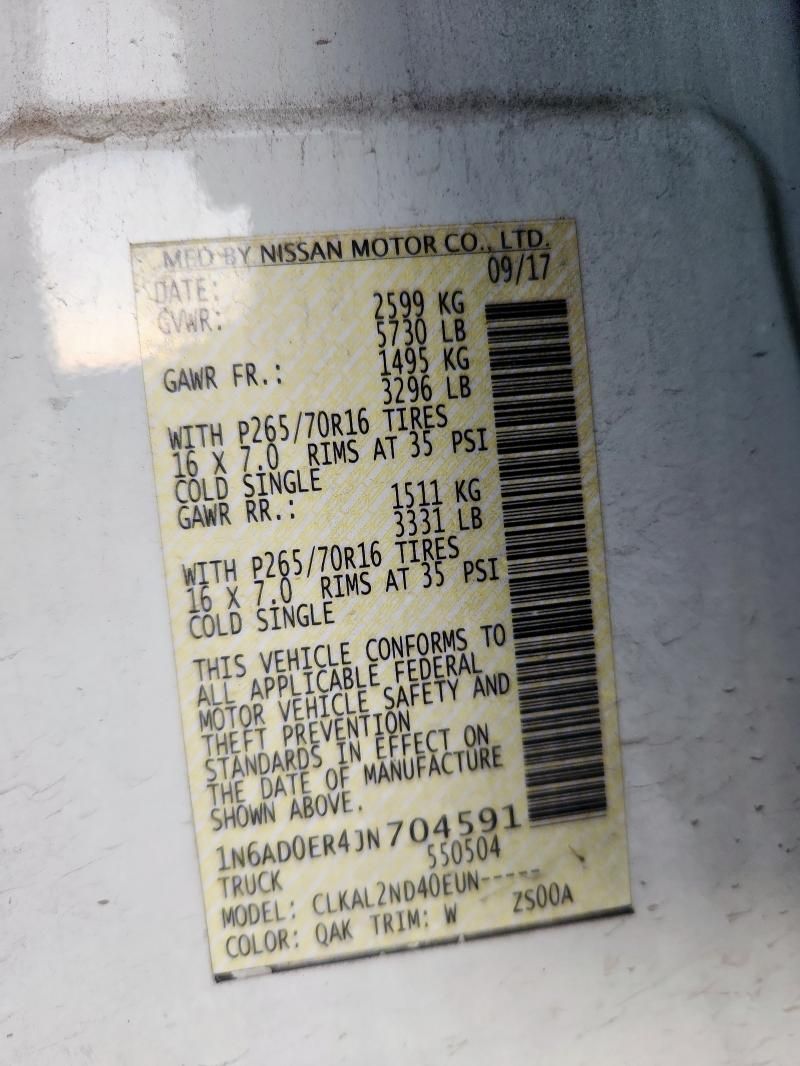 MFD BY NISSAN MOTOR CO., LTD.
DATE: 09/17
GVWR: 2599 KG
5730 LB
GAWR FR.: 1495 KG
3296 LB
WITH P265/70R16 TIRES
16 X 7.0 RIMS AT 35 PSI
COLD SINGLE
GAWR RR.: 1511 KG
3331 LB
WITH P265/70R16 TIRES
16 X 7.0 RIMS AT 35 PSI
COLD SINGLE
THIS VEHICLE CONFORMS TO
ALL APPLICABLE FEDERAL
MOTOR VEHICLE SAFETY AND
THEFT PREVENTION
STANDARDS IN EFFECT ON
THE DATE OF MANUFACTURE
SHOWN ABOVE.
1N6AD0ER4JN704591
TRUCK 550504
MODEL: CLKAL2ND40EUN-----
COLOR: QAK TRIM: W ZS00A